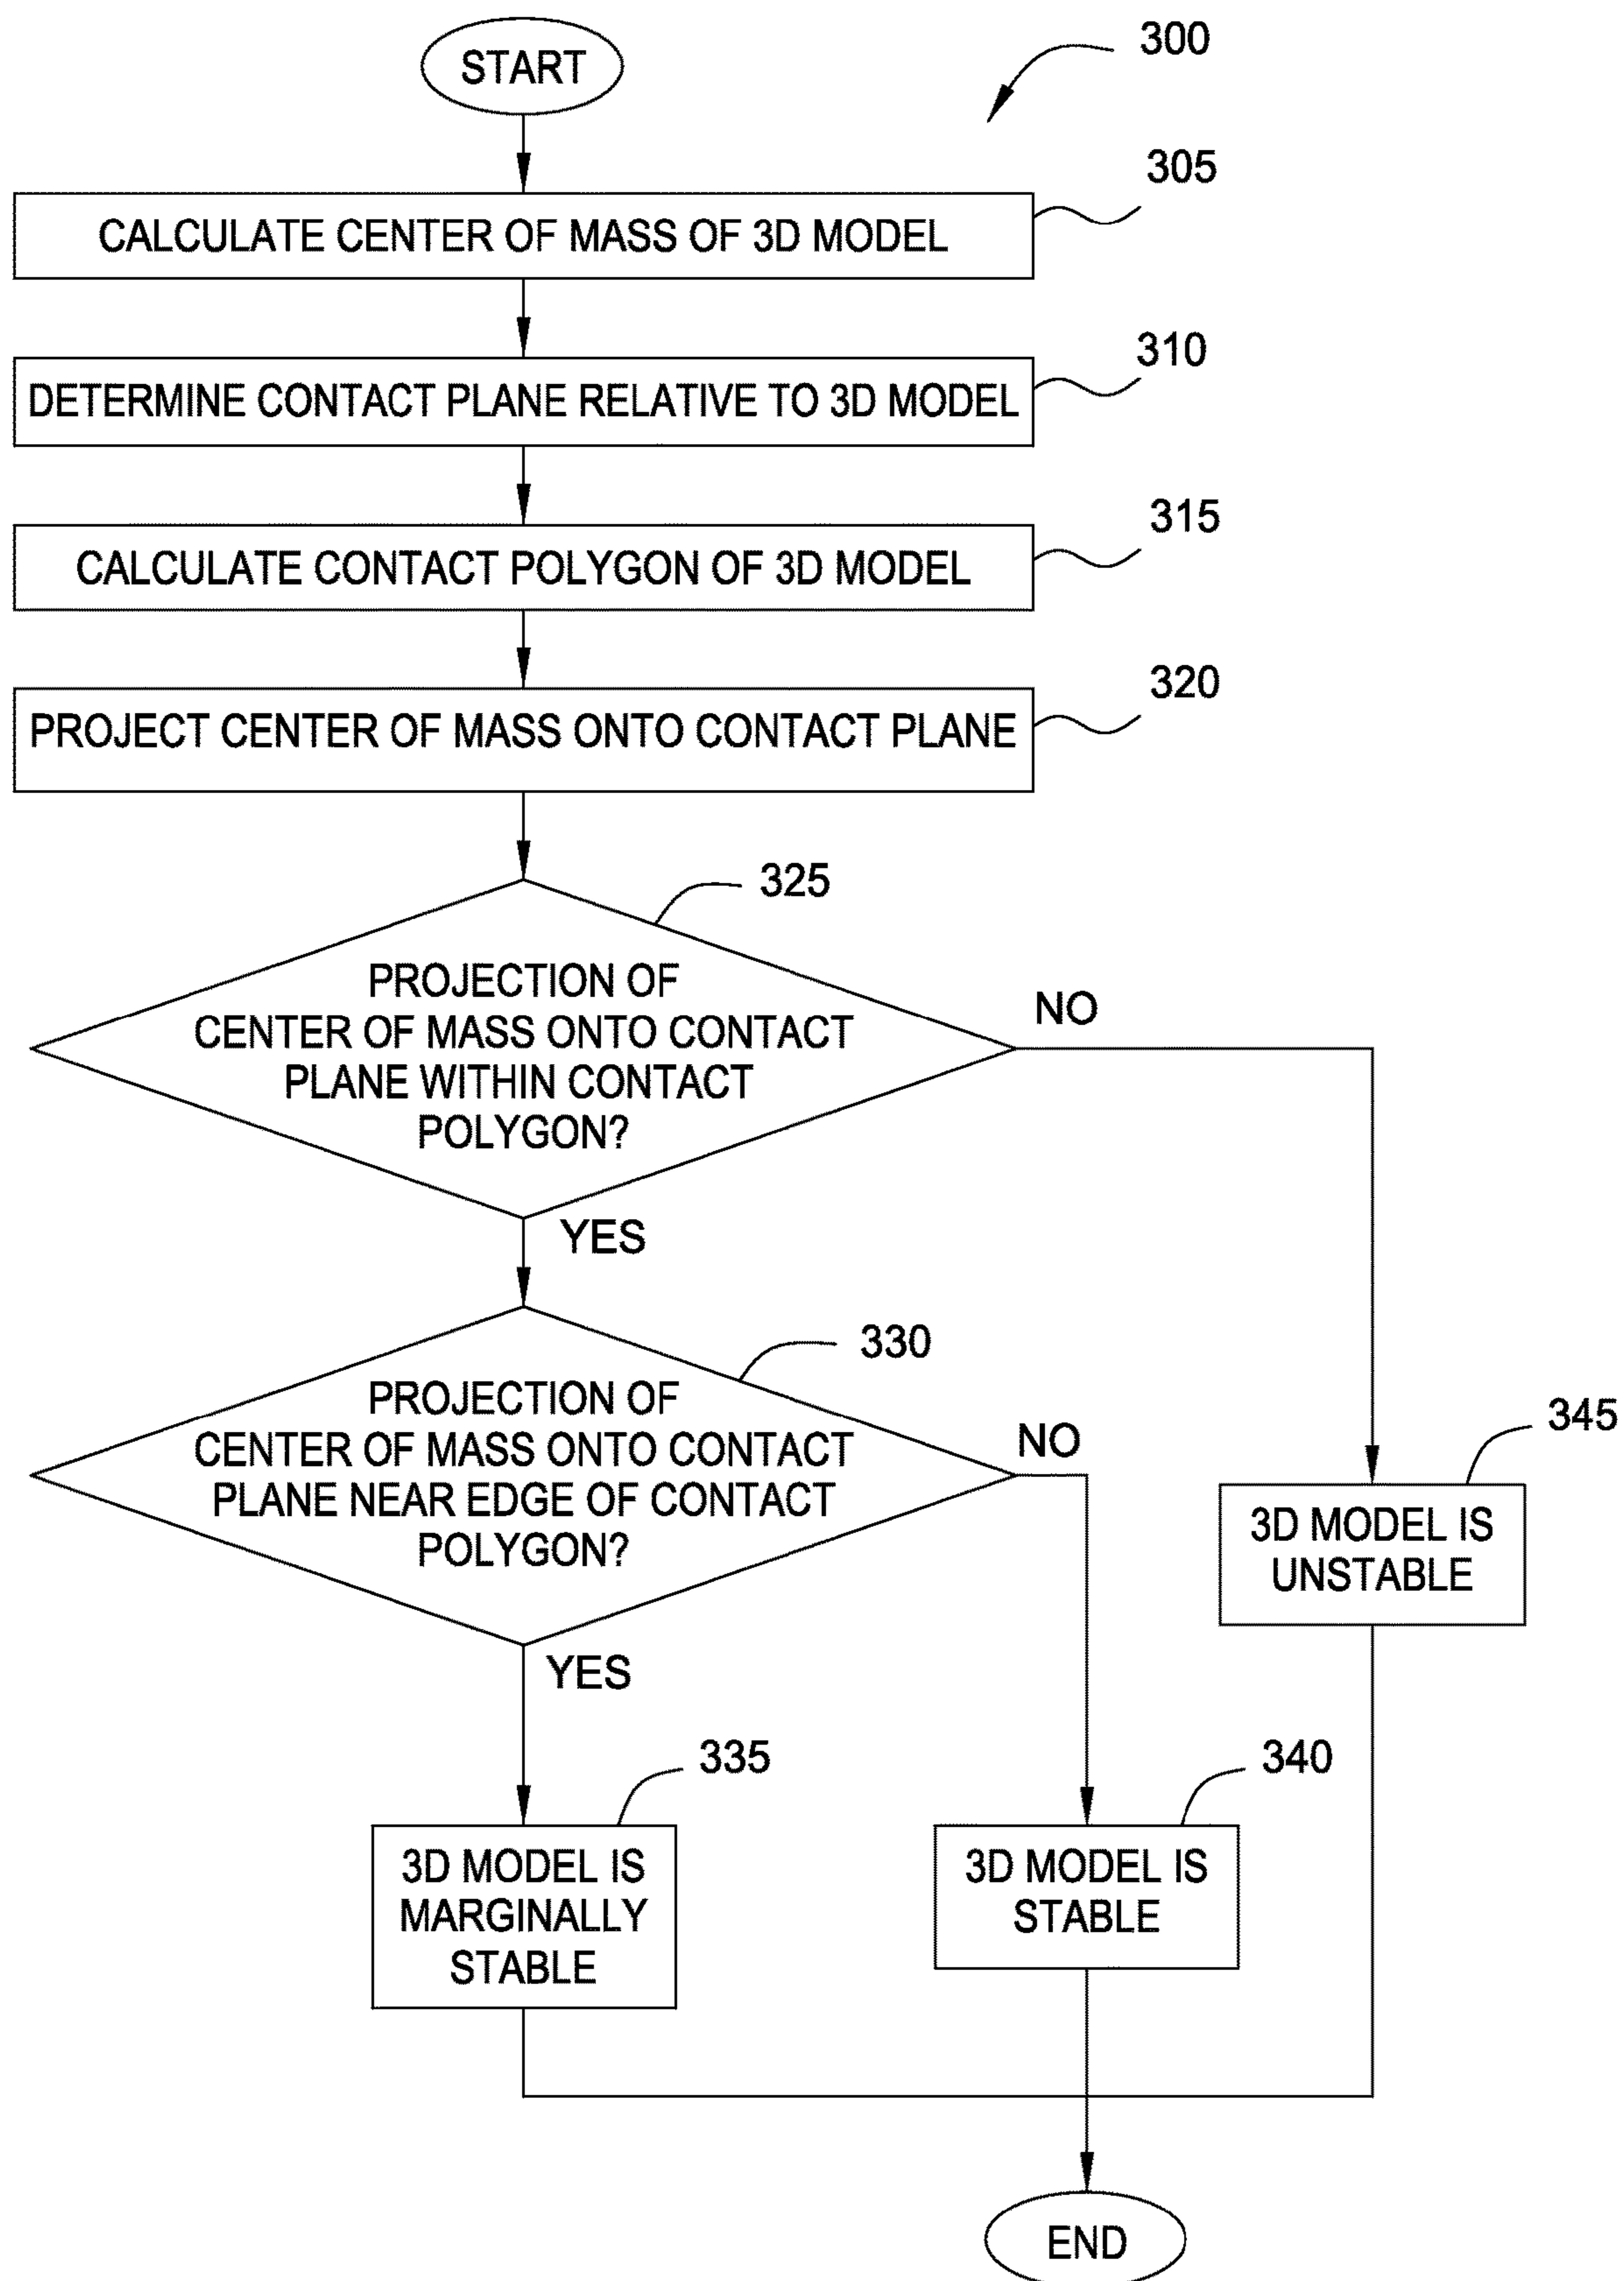 START
300
305
CALCULATE CENTER OF MASS OF 3D MODEL
310
DETERMINE CONTACT PLANE RELATIVE TO 3D MODEL
315
CALCULATE CONTACT POLYGON OF 3D MODEL
320
PROJECT CENTER OF MASS ONTO CONTACT PLANE
325
PROJECTION OF
CENTER OF MASS ONTO CONTACT
PLANE WITHIN CONTACT
POLYGON?
NO
YES
330
PROJECTION OF
CENTER OF MASS ONTO CONTACT
PLANE NEAR EDGE OF CONTACT
POLYGON?
NO
YES
345
3D MODEL IS
UNSTABLE
335
3D MODEL IS
MARGINALLY
STABLE
340
3D MODEL IS
STABLE
END